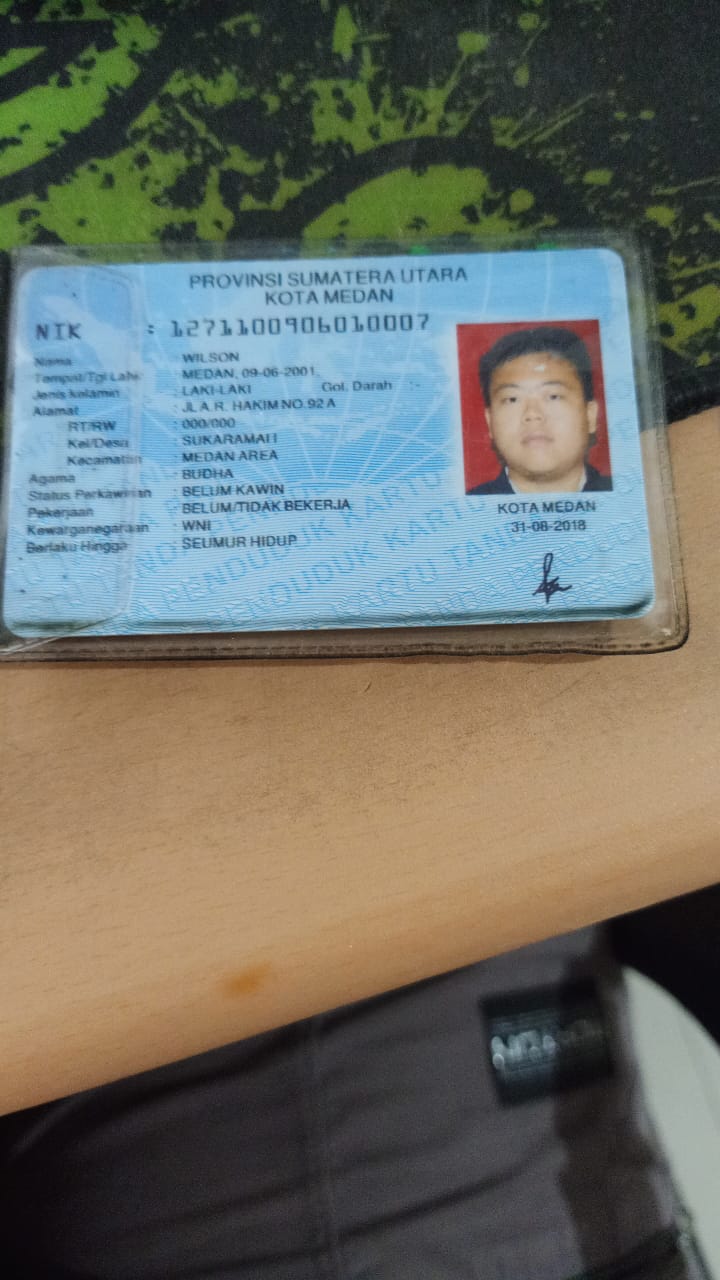 PROVINSI SUMATERA UTARA
KOTA MEDAN
NIK : 1271100906010007
Nama : WILSON
Tempat/Tgl Lahir : MEDAN, 09-06-2001
Jenis kelamin : LAKI-LAKI Gol. Darah : -
Alamat : JL A.R. HAKIM NO.92 A
RT/RW : 000/000
Kel/Desa : SUKARAMAI I
Kecamatan : MEDAN AREA
Agama : BUDHA
Status Perkawinan : BELUM KAWIN
Pekerjaan : BELUM/TIDAK BEKERJA
Kewarganegaraan : WNI
Berlaku Hingga : SEUMUR HIDUP
KOTA MEDAN
31-08-2018